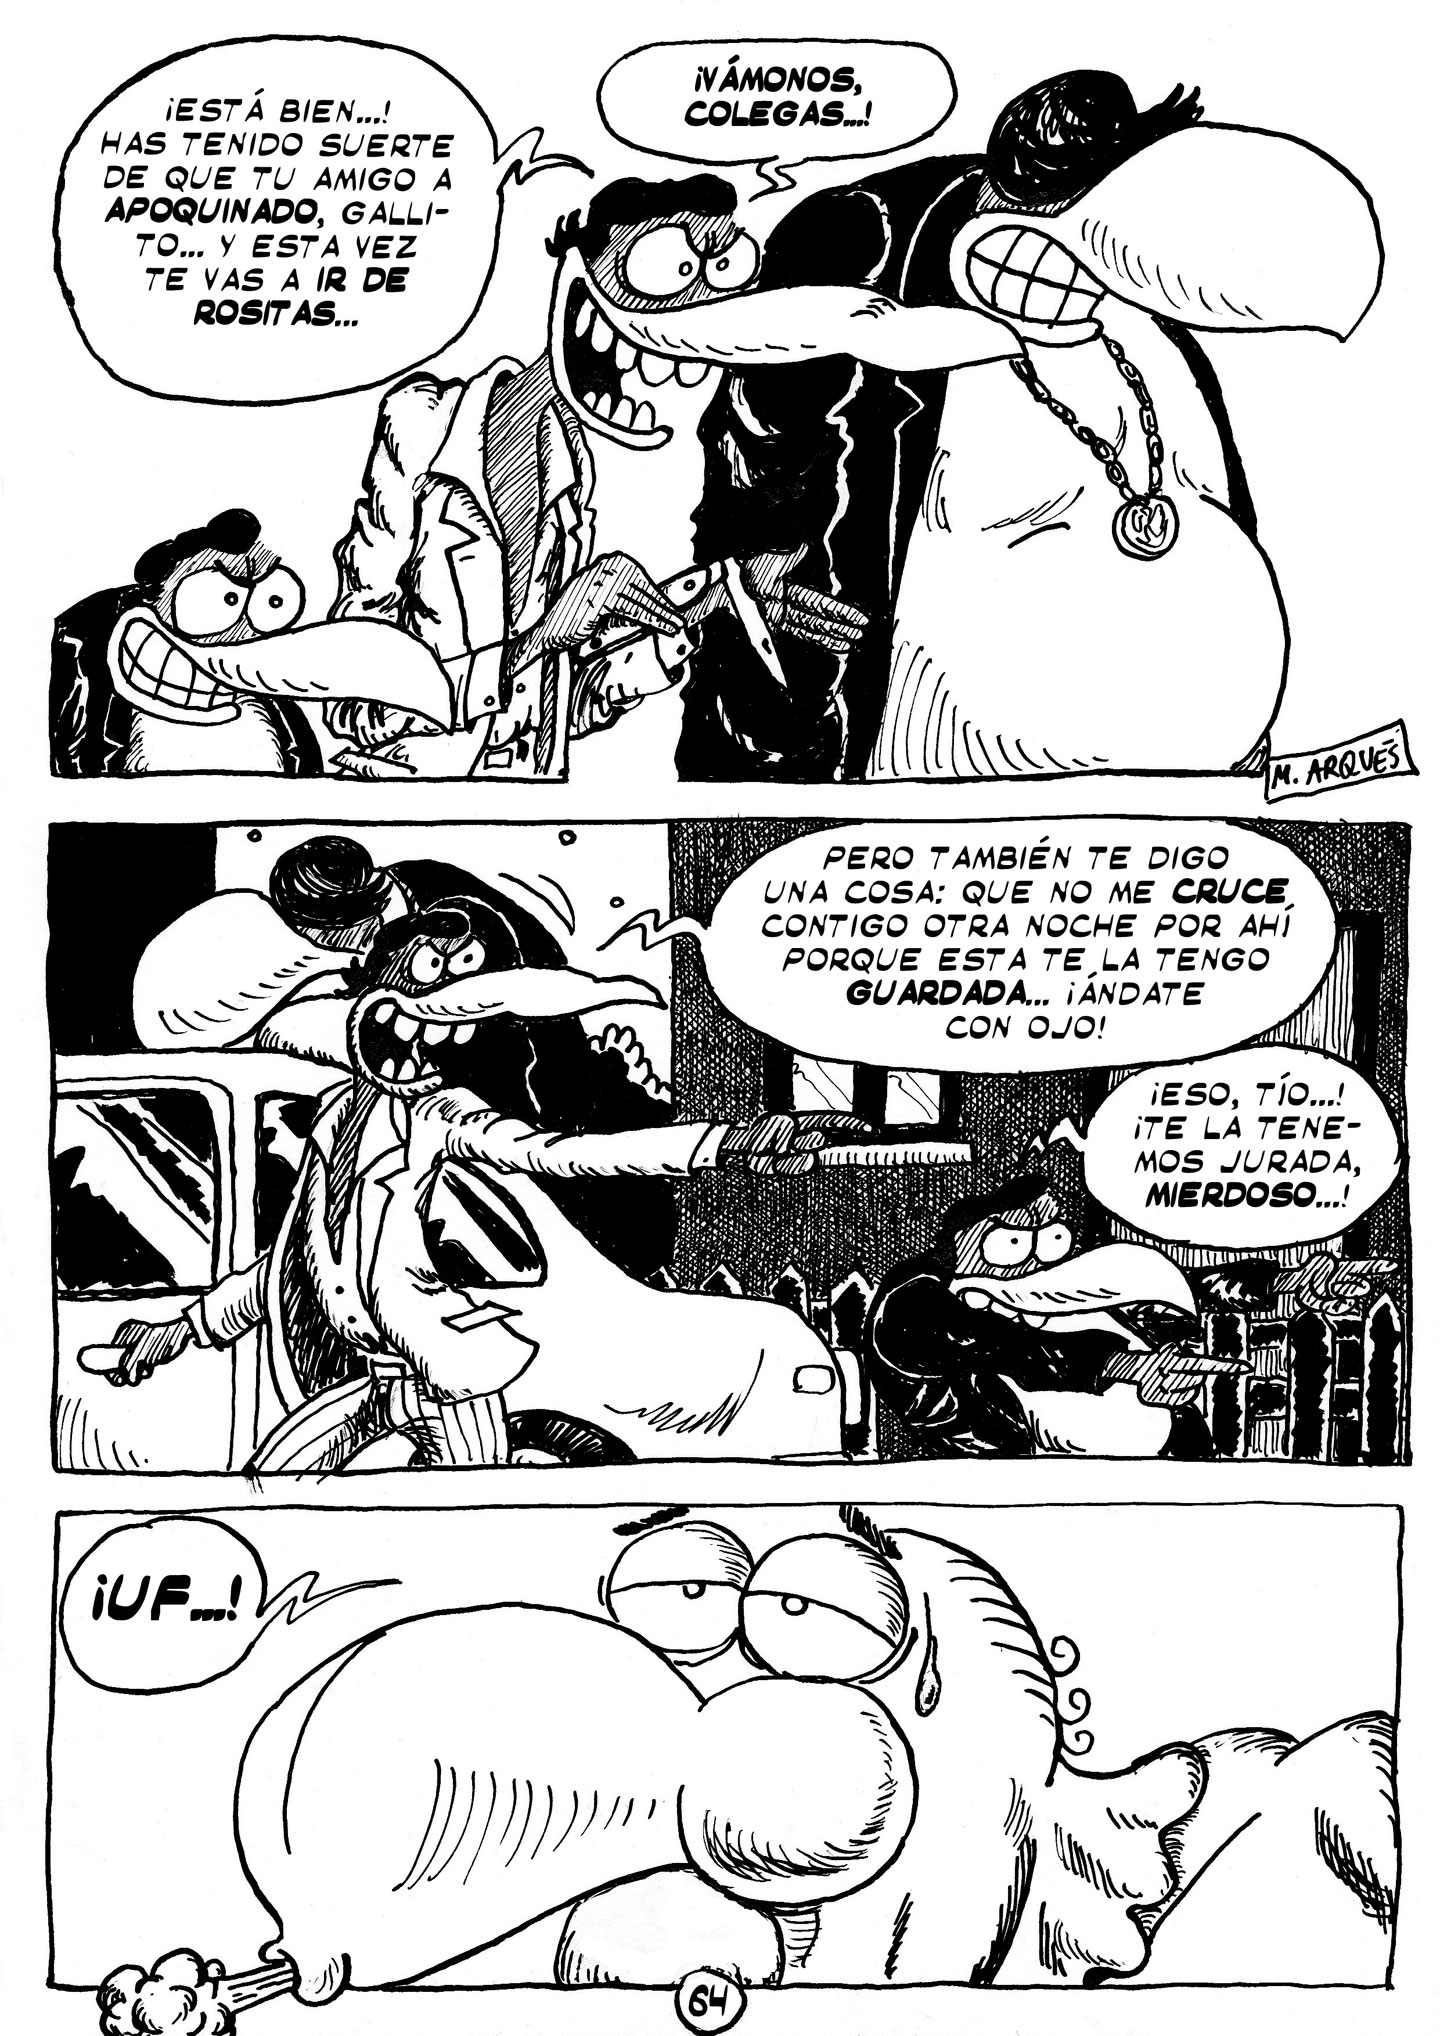 ¡ESTÁ BIEN...!
HAS TENIDO SUERTE
DE QUE TU AMIGO A
APOQUINADO, GALLI-
TO... Y ESTA VEZ
TE VAS A IR DE
ROSITAS...
¡VÁMONOS,
COLEGAS...!
M. ARQUES
PERO TAMBIÉN TE DIGO
UNA COSA: QUE NO ME CRUCE
CONTIGO OTRA NOCHE POR AHÍ
PORQUE ESTA TE LA TENGO
GUARDADA... ¡ÁNDATE
CON OJO!
¡ESO, TÍO...!
¡TE LA TENE-
MOS JURADA,
MIERDOSO...!
¡UF...!
64